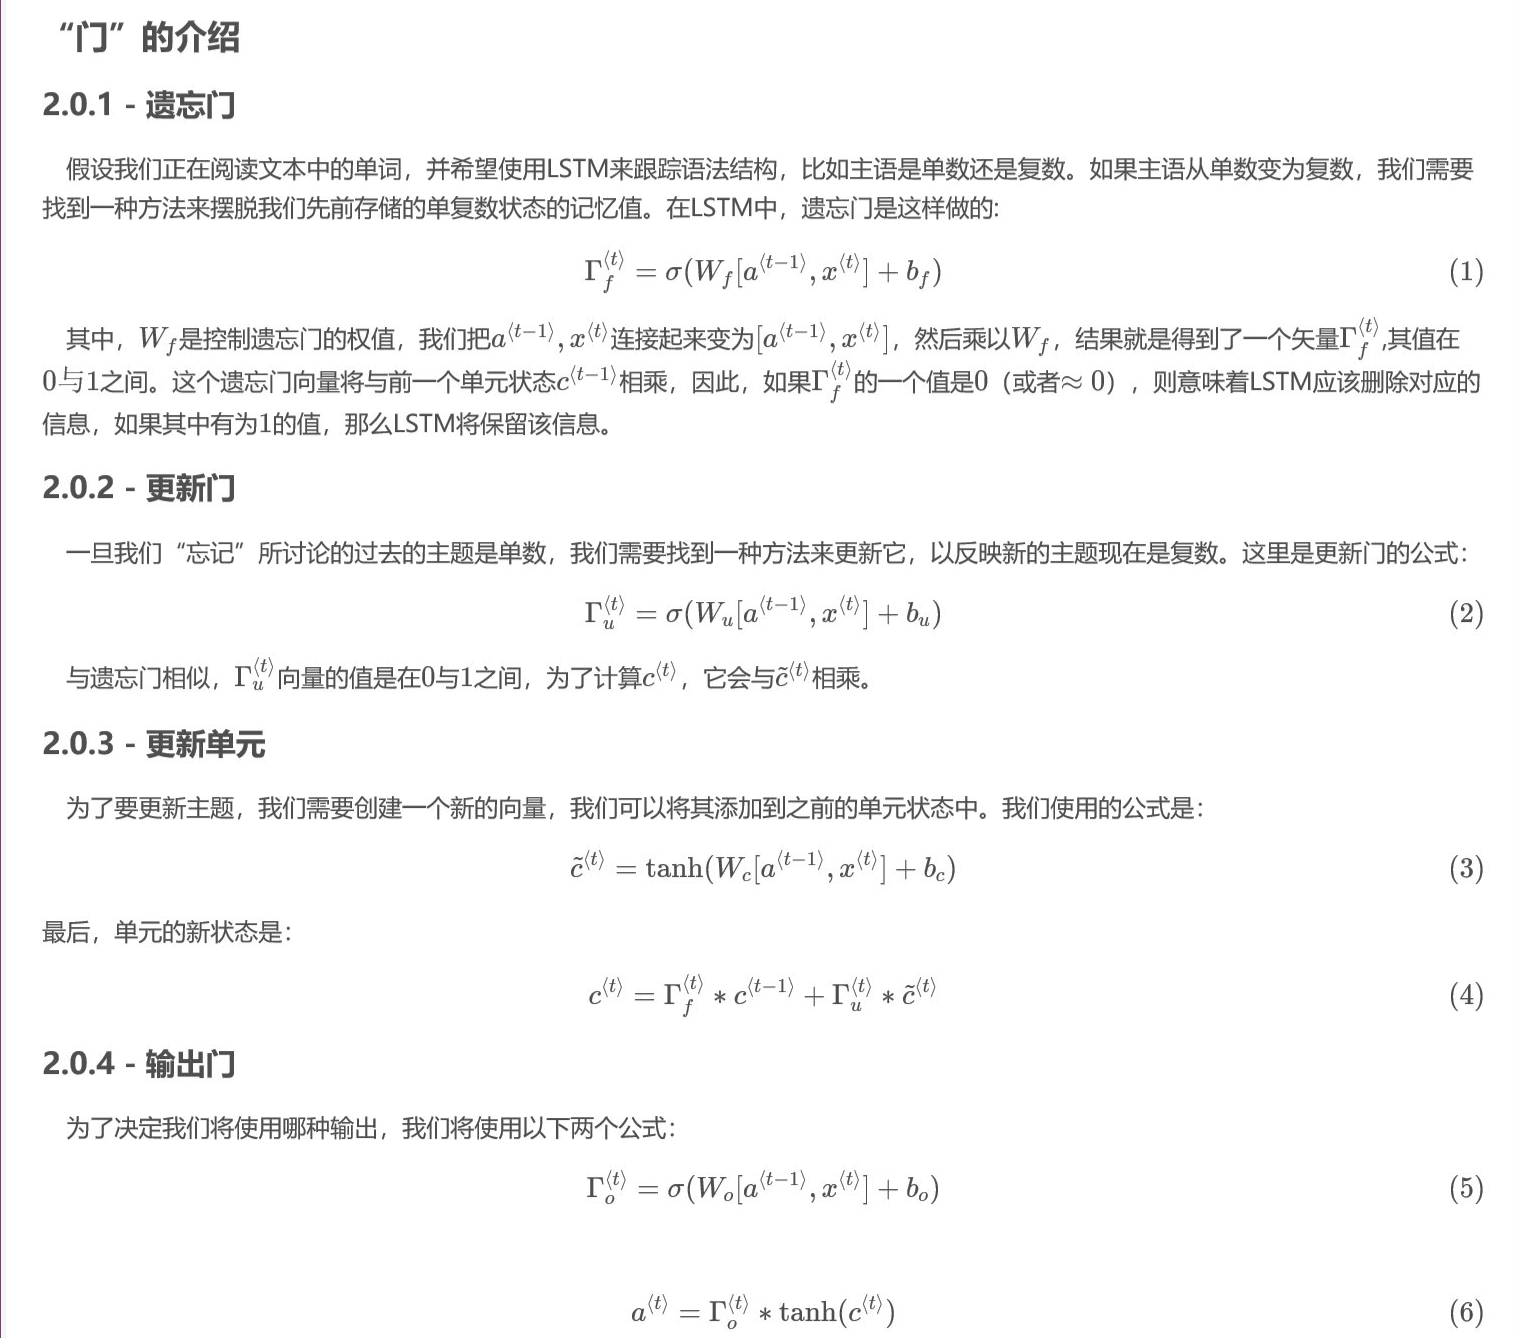 “门”的介绍
2.0.1 - 遗忘门
假设我们正在阅读文本中的单词，并希望使用LSTM来跟踪语法结构，比如主语是单数还是复数。如果主语从单数变为复数，我们需要
找到一种方法来摆脱我们先前存储的单复数状态的记忆值。在LSTM中，遗忘门是这样做的:
$\Gamma_f^{\langle t \rangle} = \sigma(W_f[a^{\langle t-1 \rangle}, x^{\langle t \rangle}] + b_f)$ (1)
其中，$W_f$是控制遗忘门的权值，我们把$a^{\langle t-1 \rangle}, x^{\langle t \rangle}$连接起来变为$[a^{\langle t-1 \rangle}, x^{\langle t \rangle}]$，然后乘以$W_f$，结果就是得到了一个矢量$\Gamma_f^{\langle t \rangle}$,其值在
0与1之间。这个遗忘门向量将与前一个单元状态$c^{\langle t-1 \rangle}$相乘，因此，如果$\Gamma_f^{\langle t \rangle}$的一个值是0（或者≈ 0），则意味着LSTM应该删除对应的
信息，如果其中有为1的值，那么LSTM将保留该信息。
2.0.2 - 更新门
一旦我们“忘记”所讨论的过去的主题是单数，我们需要找到一种方法来更新它，以反映新的主题现在是复数。这里是更新门的公式：
$\Gamma_u^{\langle t \rangle} = \sigma(W_u[a^{\langle t-1 \rangle}, x^{\langle t \rangle}] + b_u)$ (2)
与遗忘门相似，$\Gamma_u^{\langle t \rangle}$向量的值是在0与1之间，为了计算$c^{\langle t \rangle}$，它会与$\tilde{c}^{\langle t \rangle}$相乘。
2.0.3 - 更新单元
为了要更新主题，我们需要创建一个新的向量，我们可以将其添加到之前的单元状态中。我们使用的公式是：
$\tilde{c}^{\langle t \rangle} = \tanh(W_c[a^{\langle t-1 \rangle}, x^{\langle t \rangle}] + b_c)$ (3)
最后，单元的新状态是：
$c^{\langle t \rangle} = \Gamma_f^{\langle t \rangle} * c^{\langle t-1 \rangle} + \Gamma_u^{\langle t \rangle} * \tilde{c}^{\langle t \rangle}$ (4)
2.0.4 - 输出门
为了决定我们将使用哪种输出，我们将使用以下两个公式：
$\Gamma_o^{\langle t \rangle} = \sigma(W_o[a^{\langle t-1 \rangle}, x^{\langle t \rangle}] + b_o)$ (5)
$a^{\langle t \rangle} = \Gamma_o^{\langle t \rangle} * \tanh(c^{\langle t \rangle})$ (6)